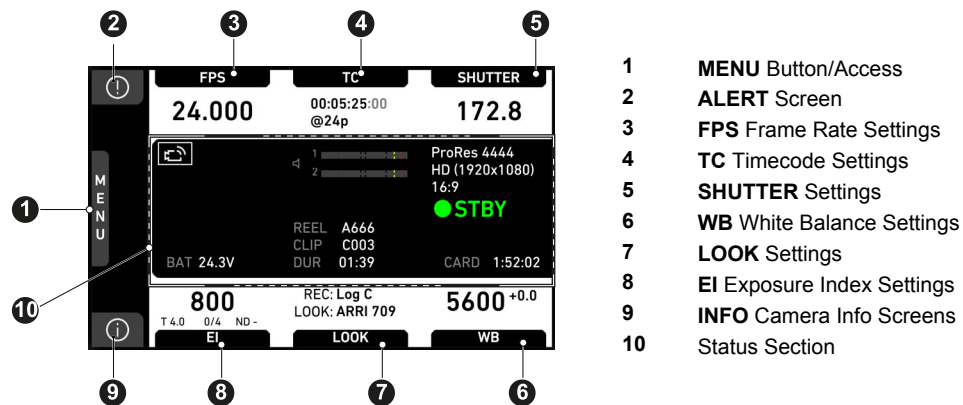 2 3 4 5
FPS TC SHUTTER
24.000 00:05:25:00 172.8
@24p
1 ProRes 4444
2 HD (1920x1080)
16:9
STBY
MENU
1
REEL A666
CLIP C003
BAT 24.3V DUR 01:39 CARD 1:52:02
10
800 REC: Log C 5600 +0.0
LOOK: ARRI 709
T 4.0 0/4 ND -
EI LOOK WB
9 8 7 6
1 MENU Button/Access
2 ALERT Screen
3 FPS Frame Rate Settings
4 TC Timecode Settings
5 SHUTTER Settings
6 WB White Balance Settings
7 LOOK Settings
8 EI Exposure Index Settings
9 INFO Camera Info Screens
10 Status Section